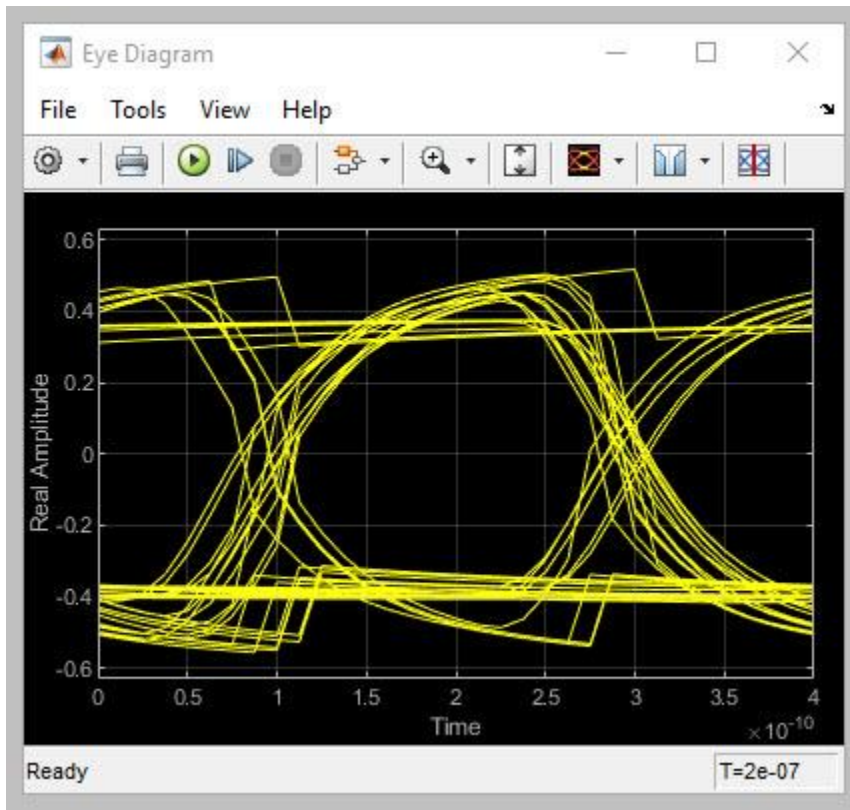 Eye Diagram
File Tools View Help
0.6
0.4
0.2
0
-0.2
-0.4
-0.6
Real Amplitude
0 0.5 1 1.5 2 2.5 3 3.5 4
Time
×10⁻¹⁰
Ready T=2e-07